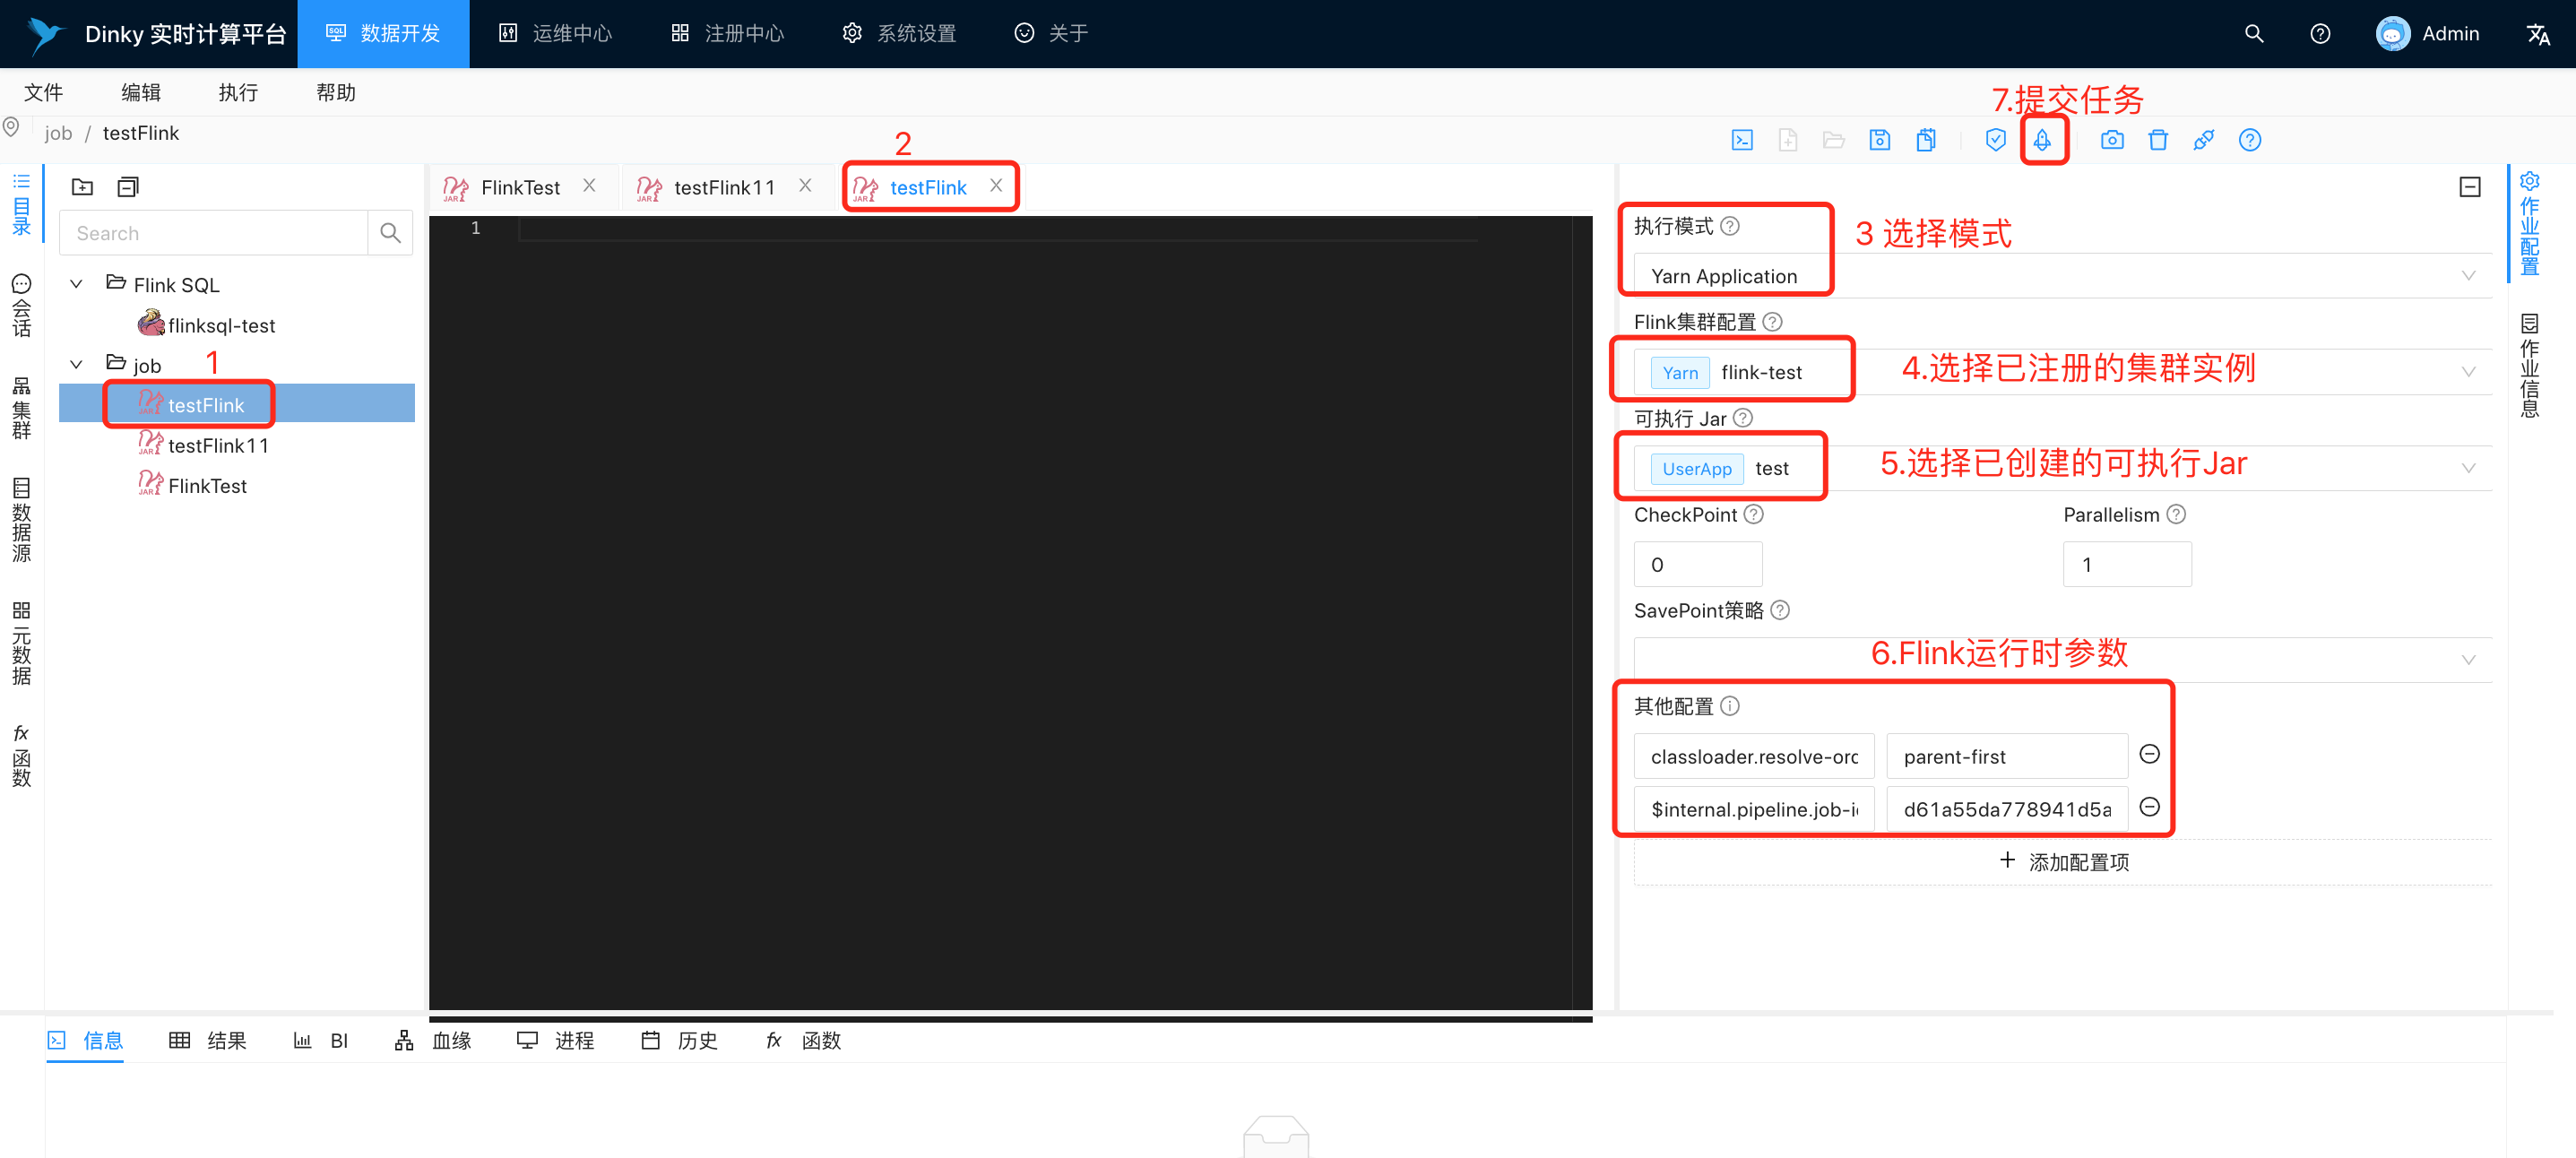 Dinky 实时计算平台
数据开发
运维中心
注册中心
系统设置
关于
Admin
文件
编辑
执行
帮助
7.提交任务
job / testFlink
目录
会话
集群
数据源
元数据
fx 函数
Search
Flink SQL
flinksql-test
job
1
testFlink
testFlink11
FlinkTest
2
FlinkTest
testFlink11
testFlink
1
执行模式
3 选择模式
Yarn Application
Flink集群配置
Yarn flink-test
4.选择已注册的集群实例
可执行 Jar
UserApp test
5.选择已创建的可执行Jar
CheckPoint
Parallelism
0
1
SavePoint策略
6.Flink运行时参数
其他配置
classloader.resolve-orc
parent-first
$internal.pipeline.job-i
d61a55da778941d5a
+ 添加配置项
作业配置
作业信息
信息
结果
BI
血缘
进程
历史
fx 函数